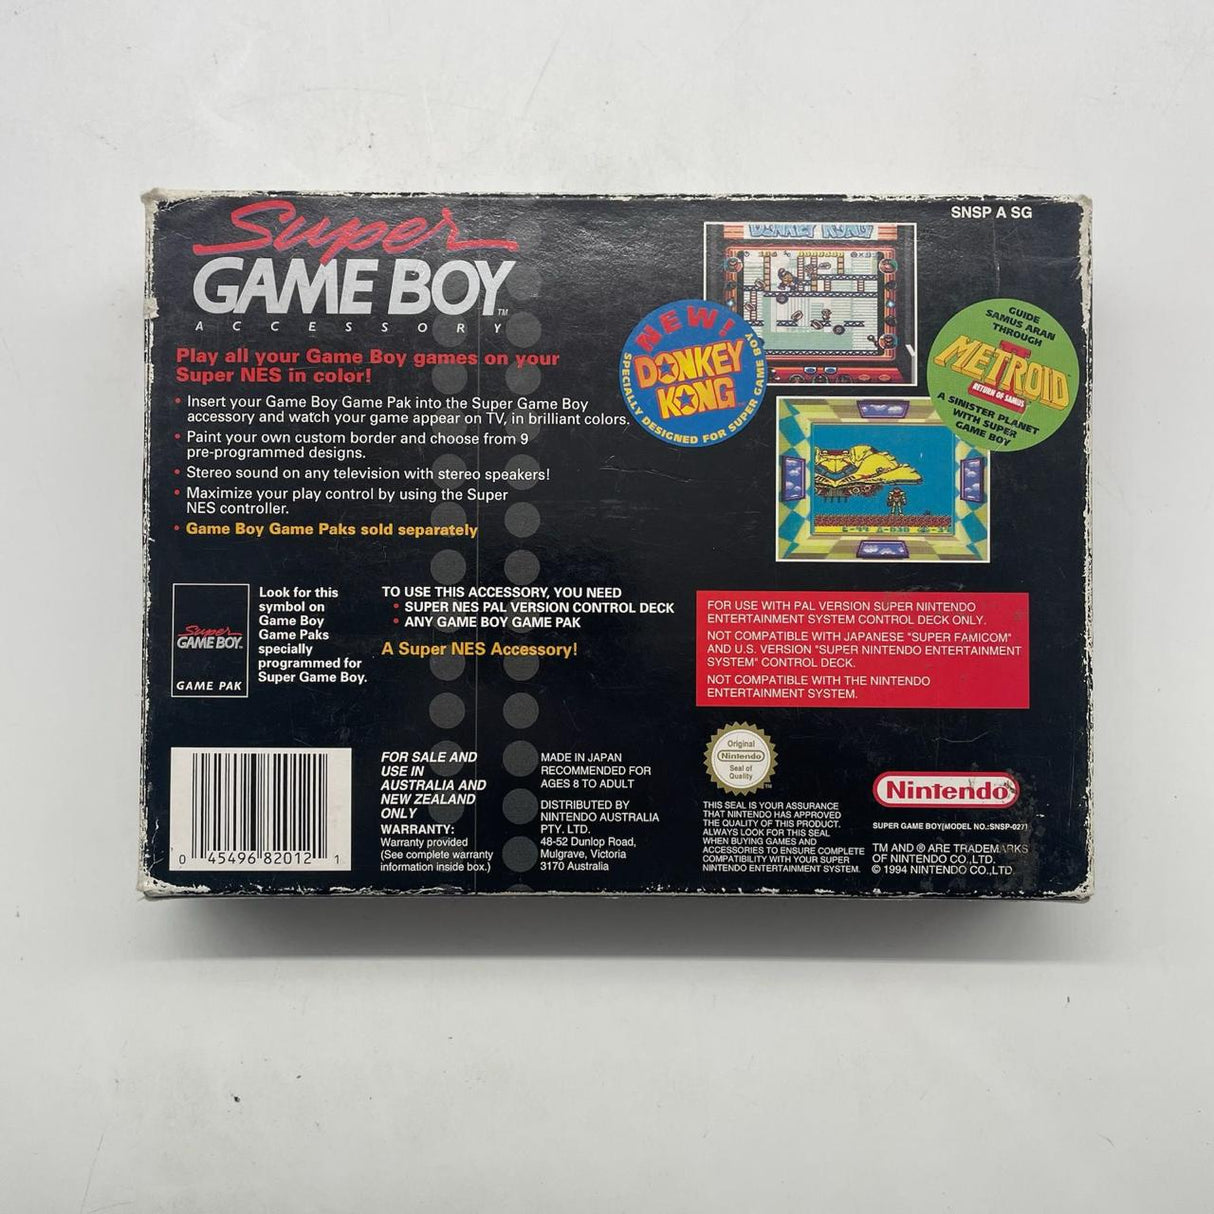 SNSP A SG
Super
GAME BOY™
ACCESSORY
Play all your Game Boy games on your
Super NES in color!
• Insert your Game Boy Game Pak into the Super Game Boy
accessory and watch your game appear on TV, in brilliant colors.
• Paint your own custom border and choose from 9
pre-programmed designs.
• Stereo sound on any television with stereo speakers!
• Maximize your play control by using the Super
NES controller.
• Game Boy Game Paks sold separately
DONKEY KONG
NEW!
DONKEY
KONG
SPECIALLY DESIGNED FOR SUPER GAME BOY
GUIDE
SAMUS ARAN
THROUGH
METROID II
RETURN OF SAMUS
A SINISTER PLANET
WITH SUPER
GAME BOY
Super
GAME BOY.
GAME PAK
Look for this
symbol on
Game Boy
Game Paks
specially
programmed for
Super Game Boy.
TO USE THIS ACCESSORY, YOU NEED
• SUPER NES PAL VERSION CONTROL DECK
• ANY GAME BOY GAME PAK
A Super NES Accessory!
FOR USE WITH PAL VERSION SUPER NINTENDO
ENTERTAINMENT SYSTEM CONTROL DECK ONLY.
NOT COMPATIBLE WITH JAPANESE "SUPER FAMICOM"
AND U.S. VERSION "SUPER NINTENDO ENTERTAINMENT
SYSTEM" CONTROL DECK.
NOT COMPATIBLE WITH THE NINTENDO
ENTERTAINMENT SYSTEM.
0 45496 82012 1
FOR SALE AND
USE IN
AUSTRALIA AND
NEW ZEALAND
ONLY
WARRANTY:
Warranty provided
(See complete warranty
information inside box.)
MADE IN JAPAN
RECOMMENDED FOR
AGES 8 TO ADULT
DISTRIBUTED BY
NINTENDO AUSTRALIA
PTY. LTD.
48-52 Dunlop Road,
Mulgrave, Victoria
3170 Australia
Original
Nintendo
Seal of
Quality
™
THIS SEAL IS YOUR ASSURANCE
THAT NINTENDO HAS APPROVED
THE QUALITY OF THIS PRODUCT.
ALWAYS LOOK FOR THIS SEAL
WHEN BUYING GAMES AND
ACCESSORIES TO ENSURE COMPLETE
COMPATIBILITY WITH YOUR SUPER
NINTENDO ENTERTAINMENT SYSTEM.
Nintendo®
SUPER GAME BOY(MODEL NO.:SNSP-027)
TM AND ® ARE TRADEMARKS
OF NINTENDO CO.,LTD.
© 1994 NINTENDO CO.,LTD.